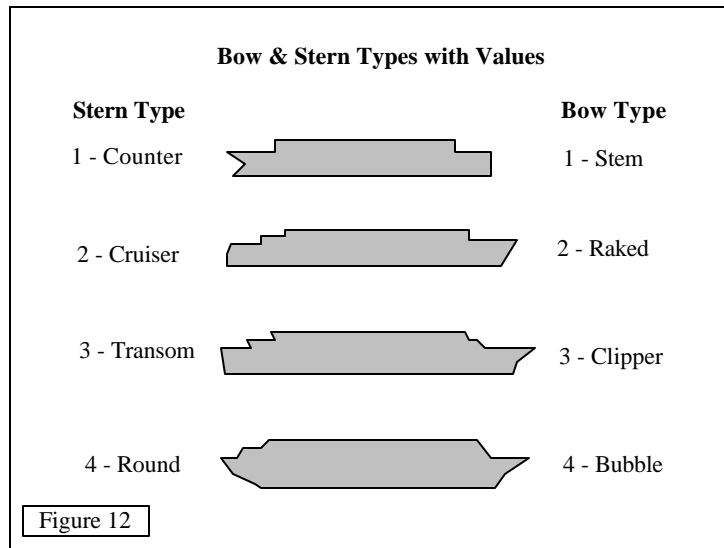 Bow & Stern Types with Values
Stern Type
Bow Type
1 - Counter
1 - Stem
2 - Cruiser
2 - Raked
3 - Transom
3 - Clipper
4 - Round
4 - Bubble
Figure 12